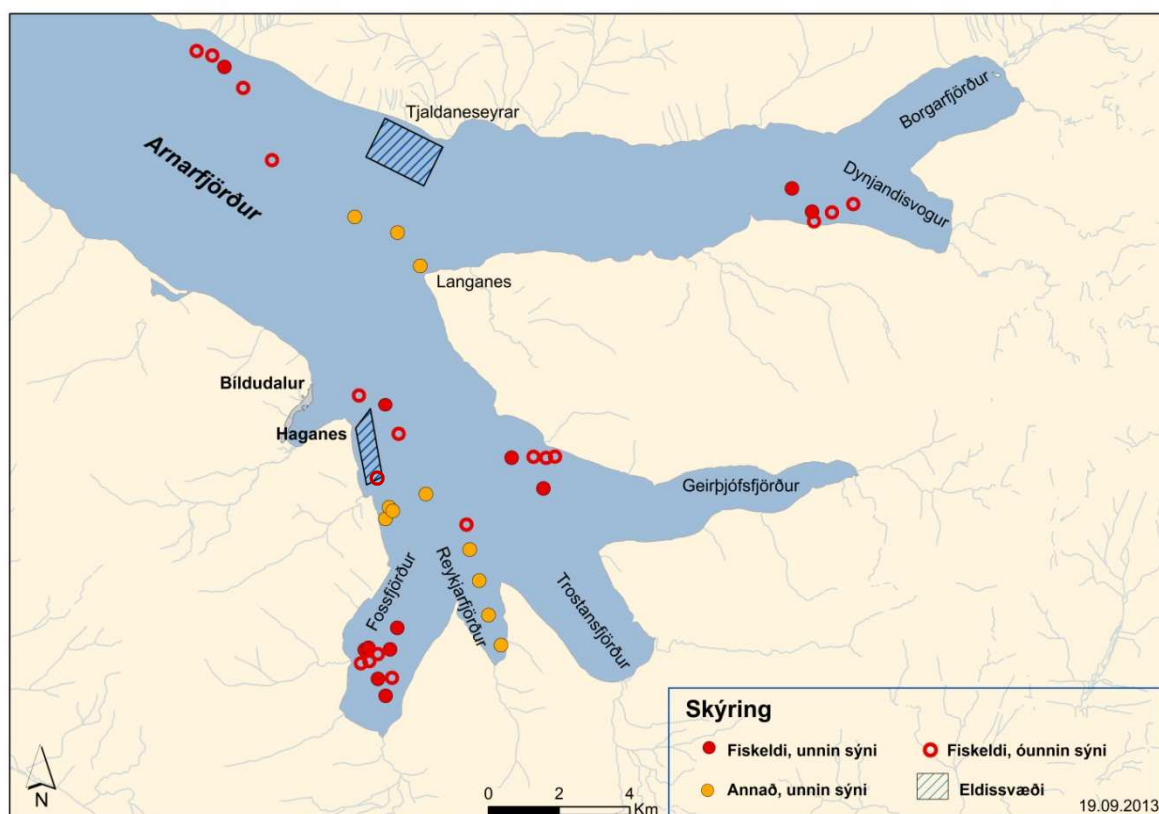 Tjaldaneseyrar
Borgarfjörður
Arnarfjörður
Dynjandisvogur
Langanes
Bíldudalur
Haganes
Geirþjófsfjörður
Fossfjörður
Reykjarfjörður
Trostansfjörður
Skýring
Fiskeldi, unnin sýni
Fiskeldi, óunnin sýni
Annað, unnin sýni
Eldissvæði
N
0 2 4
Km
19.09.2013